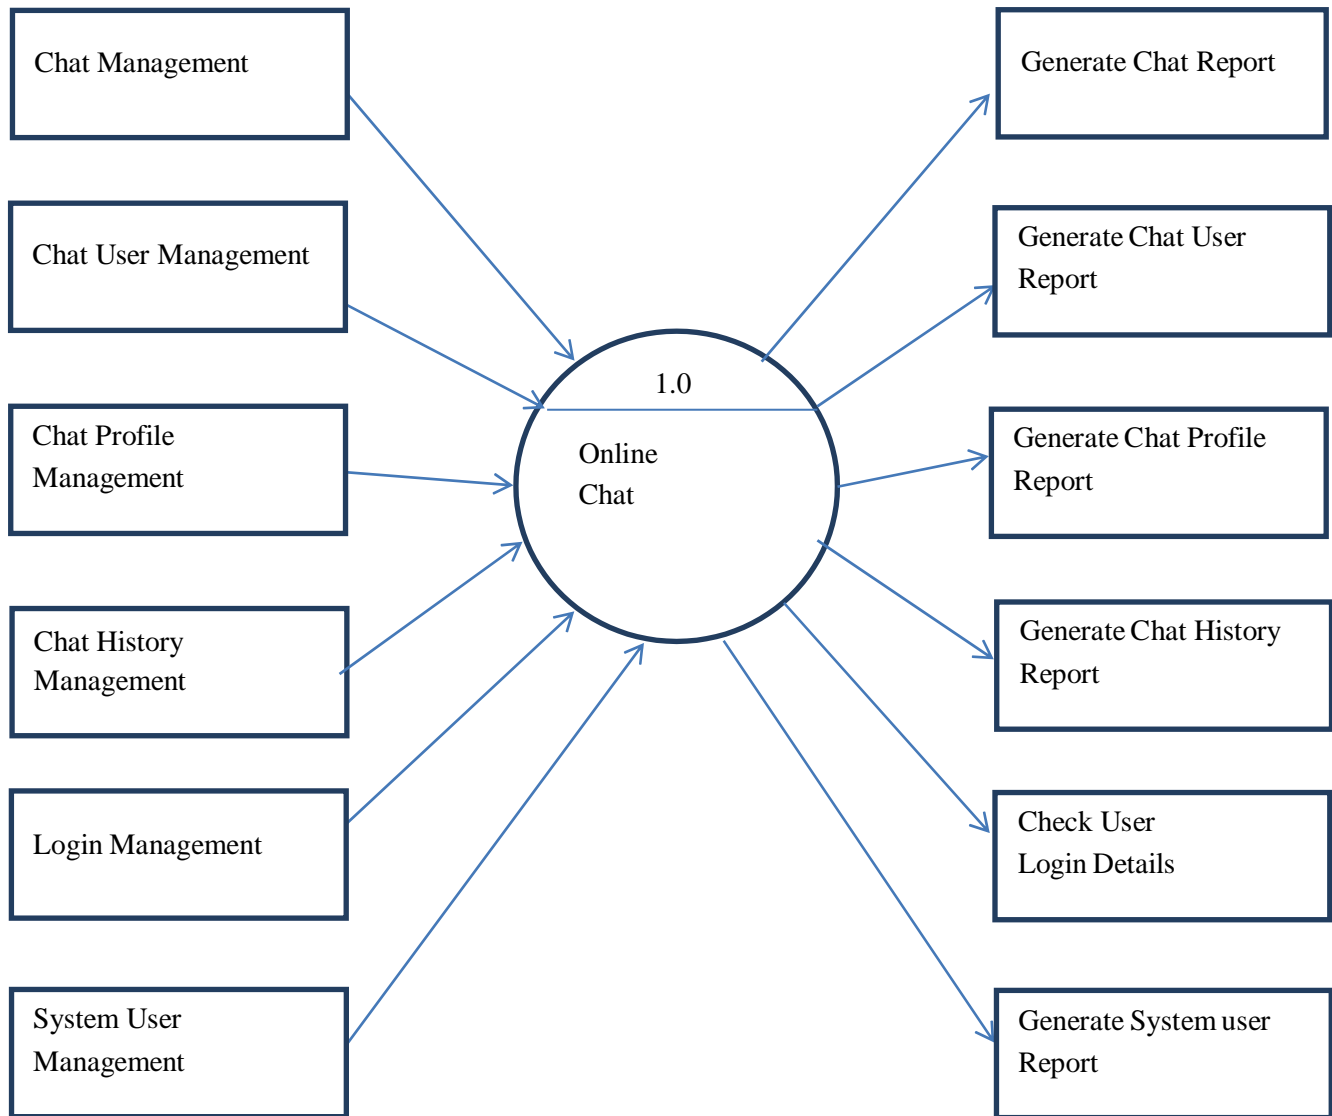 Chat Management
Generate Chat Report
Chat User Management
Generate Chat User
Report
1.0
Chat Profile
Management
Online
Chat
Generate Chat Profile
Report
Chat History
Management
Generate Chat History
Report
Login Management
Check User
Login Details
System User
Management
Generate System user
Report